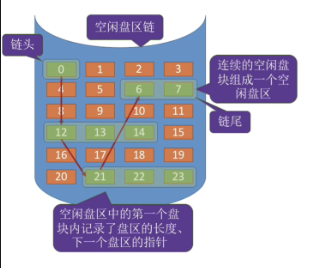 空闲盘区链
链头
0 1 2 3
4 5 6 7
8 9 10 11
12 13 14 15
16 17 18 19
20 21 22 23
连续的空闲盘
块组成一个空
闲盘区
链尾
空闲盘区中的第一个盘
块内记录了盘区的长度、
下一个盘区的指针